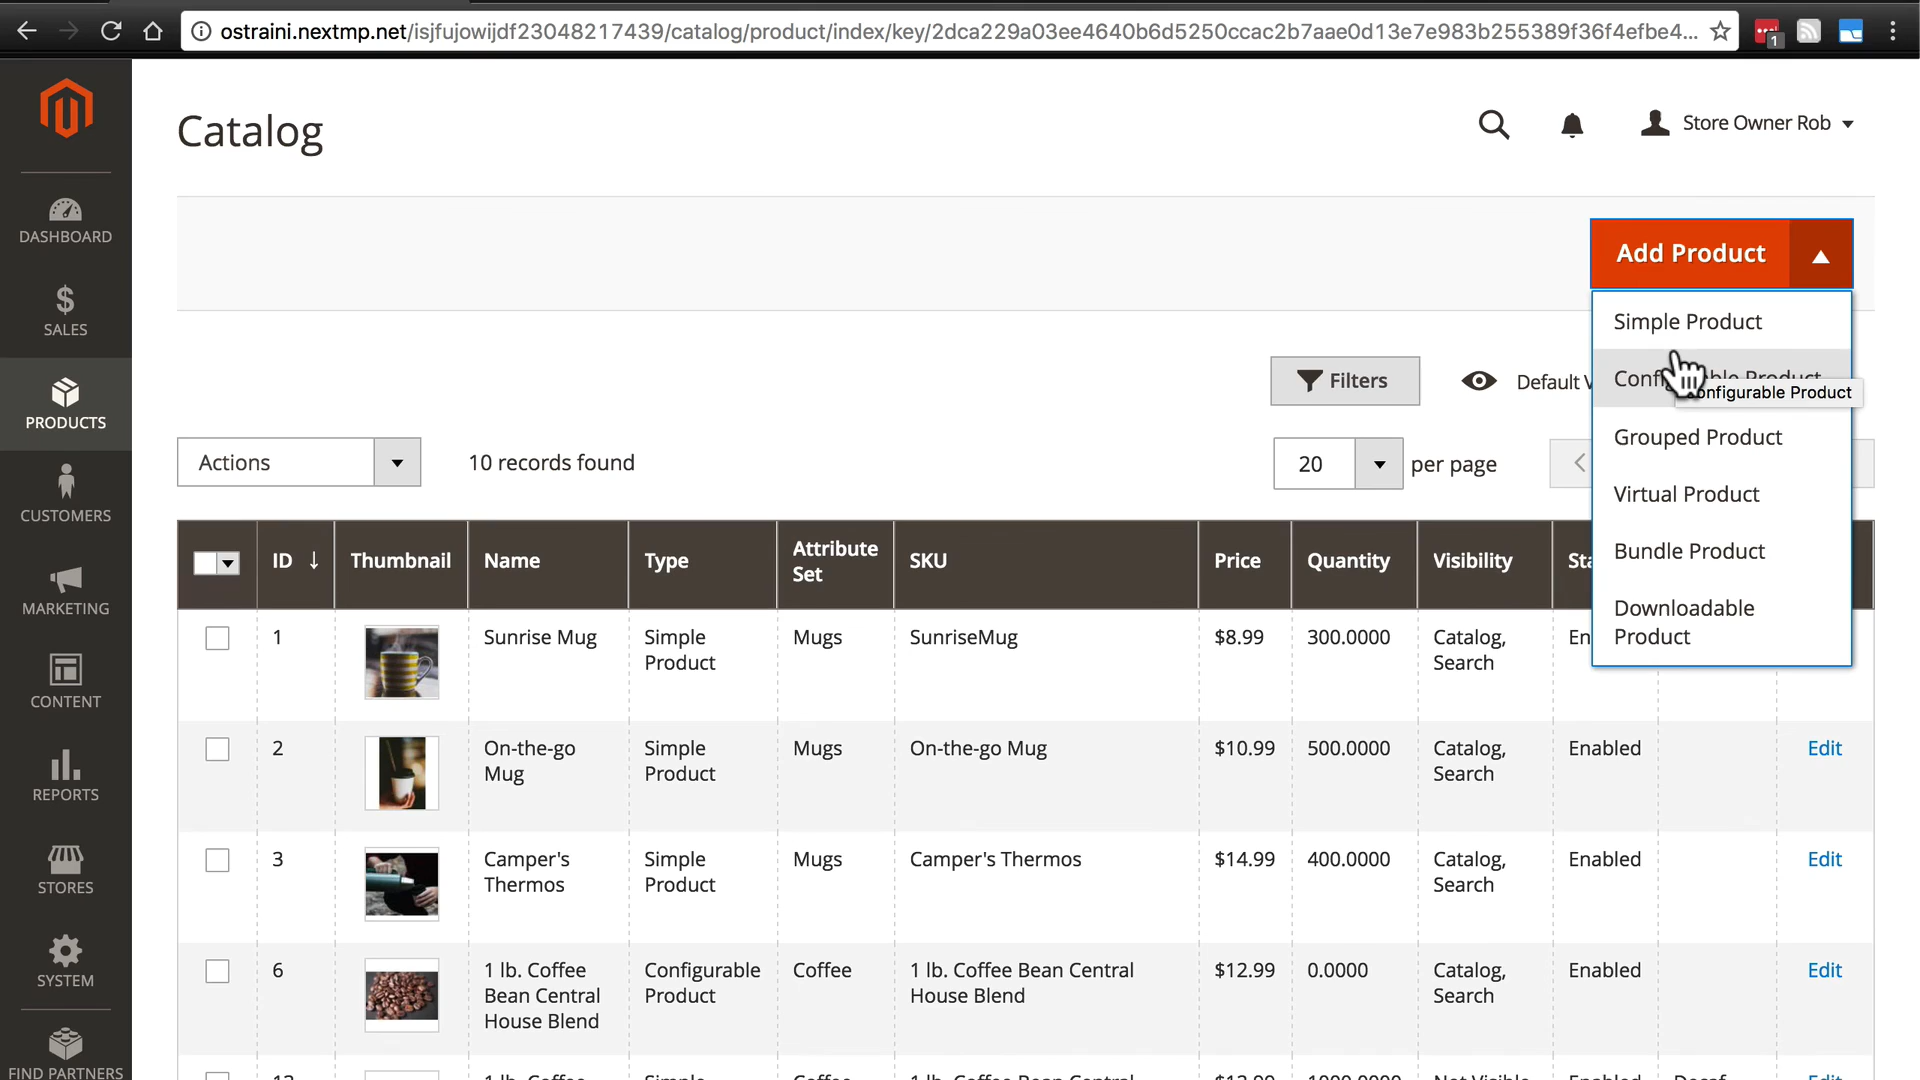 ostraini.nextmp.net/isjfujowijdf23048217439/catalog/product/index/key/2dca229a03ee4640b6d5250ccac2b7aae0d13e7e983b255389f36f4efbe4...
1
Catalog
Store Owner Rob
DASHBOARD
SALES
PRODUCTS
CUSTOMERS
MARKETING
CONTENT
REPORTS
STORES
SYSTEM
FIND PARTNERS
Add Product
Simple Product
Configurable Product
Grouped Product
Virtual Product
Bundle Product
Downloadable
Product
Filters
Default V
Actions
10 records found
20
per page
ID ↓ Thumbnail Name Type Attribute Set SKU Price Quantity Visibility Sta
1 Sunrise Mug Simple Product Mugs SunriseMug $8.99 300.0000 Catalog, Search En
2 On-the-go Mug Simple Product Mugs On-the-go Mug $10.99 500.0000 Catalog, Search Enabled Edit
3 Camper's Thermos Simple Product Mugs Camper's Thermos $14.99 400.0000 Catalog, Search Enabled Edit
6 1 lb. Coffee Bean Central House Blend Configurable Product Coffee 1 lb. Coffee Bean Central House Blend $12.99 0.0000 Catalog, Search Enabled Edit